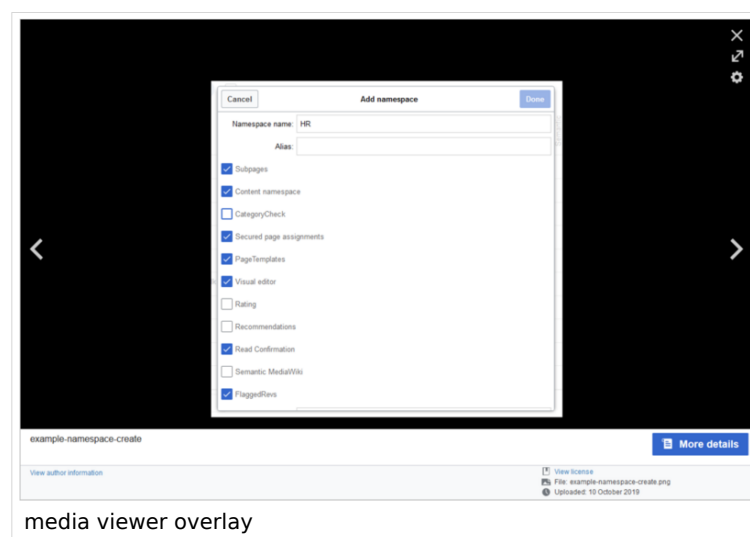 Cancel Add namespace Done
Namespace name: HR
Alias:
Subpages
Content namespace
CategoryCheck
Secured page assignments
PageTemplates
Visual editor
Rating
Recommendations
Read Confirmation
Semantic MediaWiki
FlaggedRevs
example-namespace-create
More details
View author information
View license
File: example-namespace-create.png
Uploaded: 10 October 2019
media viewer overlay